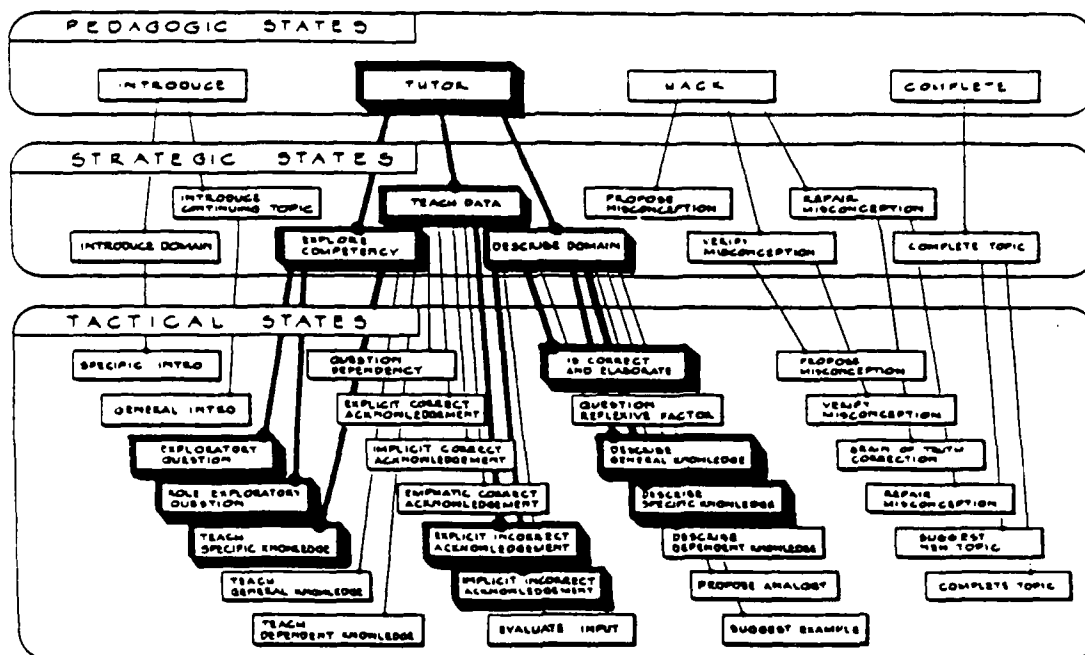 PEDAGOGIC STATES
INTRODUCE
TUTOR
HACK
COMPLETE
STRATEGIC STATES
INTRODUCE
CONTINUING TOPIC
TEACH DATA
PROPOSE
MISCONCEPTION
REPAIR
MISCONCEPTION
INTRODUCE DOMAIN
EXPLORE
COMPETENCY
DESCRIBE DOMAIN
VERIFY
MISCONCEPTION
COMPLETE TOPIC
TACTICAL STATES
SPECIFIC INTRO
QUESTION
DEPENDENCY
IS CORRECT
AND ELABORATE
PROPOSE
MISCONCEPTION
GENERAL INTRO
EXPLICIT CORRECT
ACKNOWLEDGEMENT
QUESTION
REFLEXIVE FACTOR
VERIFY
MISCONCEPTION
EXPLORATORY
QUESTION
IMPLICIT CORRECT
ACKNOWLEDGEMENT
DESCRIBE
GENERAL KNOWLEDGE
GRAIN OF TRUTH
CORRECTION
ROLE EXPLORATORY
QUESTION
EMPHATIC CORRECT
ACKNOWLEDGEMENT
DESCRIBE
SPECIFIC KNOWLEDGE
REPAIR
MISCONCEPTION
TEACH
SPECIFIC KNOWLEDGE
EXPLICIT INCORRECT
ACKNOWLEDGEMENT
DESCRIBE
DEPENDENT KNOWLEDGE
SUGGEST
NEW TOPIC
TEACH
GENERAL KNOWLEDGE
IMPLICIT INCORRECT
ACKNOWLEDGEMENT
PROPOSE ANALOGY
COMPLETE TOPIC
TEACH
DEPENDENT KNOWLEDGE
EVALUATE INPUT
SUGGEST EXAMPLE